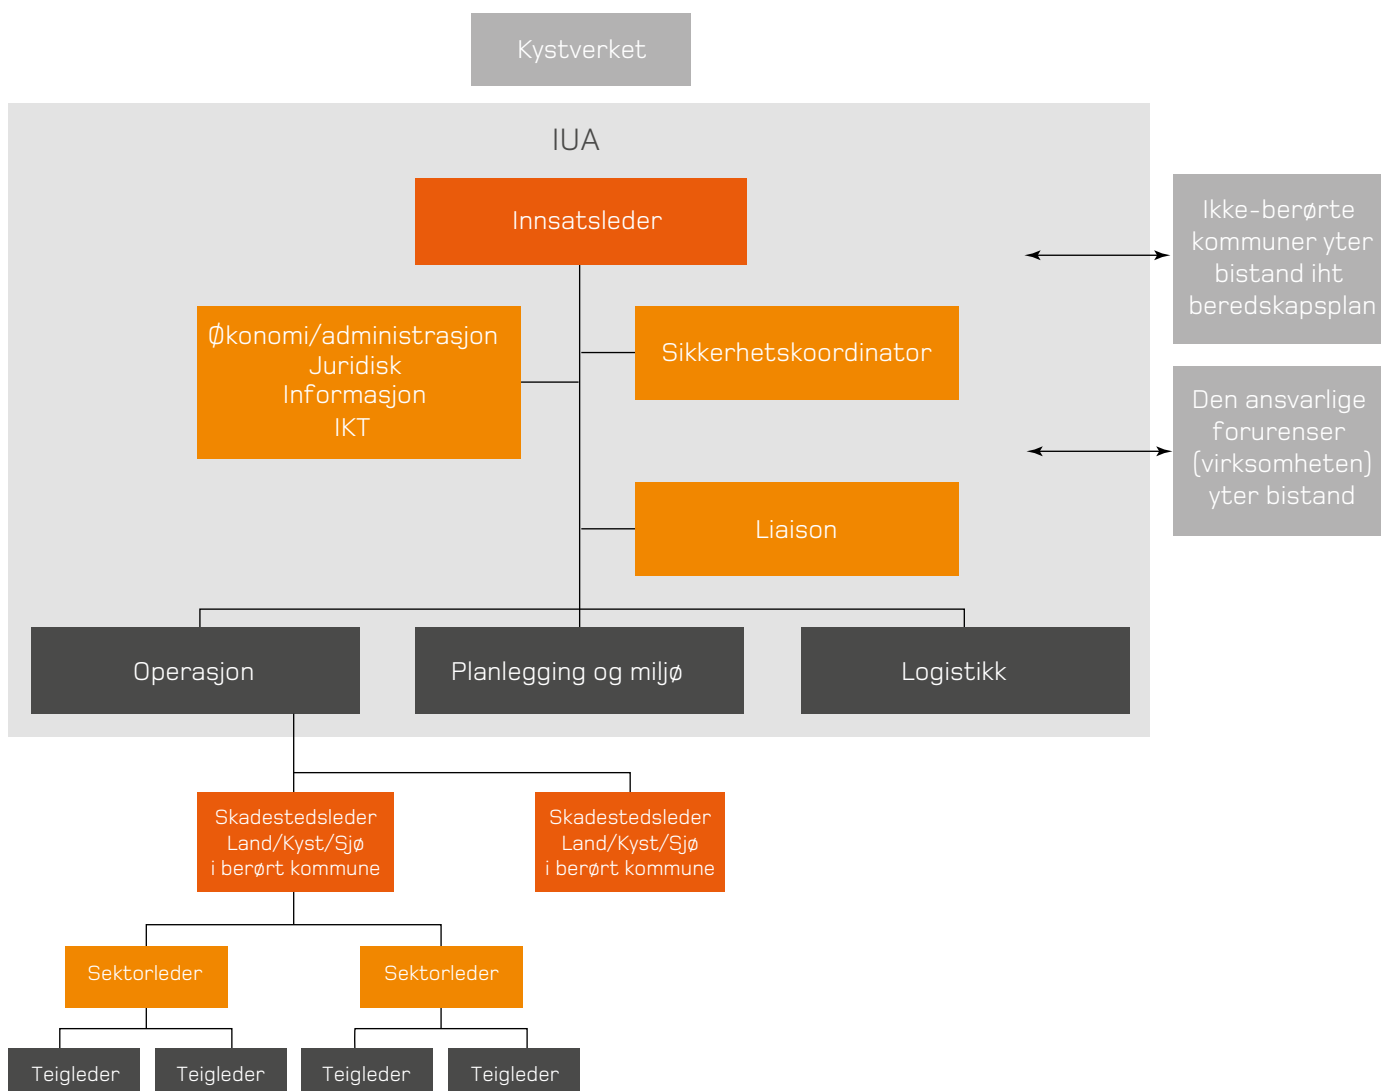 Kystverket
IUA
Innsatsleder
Ikke-berørte
kommuner yter
bistand iht
beredskapsplan
Økonomi/administrasjon
Juridisk
Informasjon
IKT
Sikkerhetskoordinator
Den ansvarlige
forurenser
(virksomheten)
yter bistand
Liaison
Operasjon
Planlegging og miljø
Logistikk
Skadestedsleder
Land/Kyst/Sjø
i berørt kommune
Skadestedsleder
Land/Kyst/Sjø
i berørt kommune
Sektorleder
Sektorleder
Teigleder
Teigleder
Teigleder
Teigleder